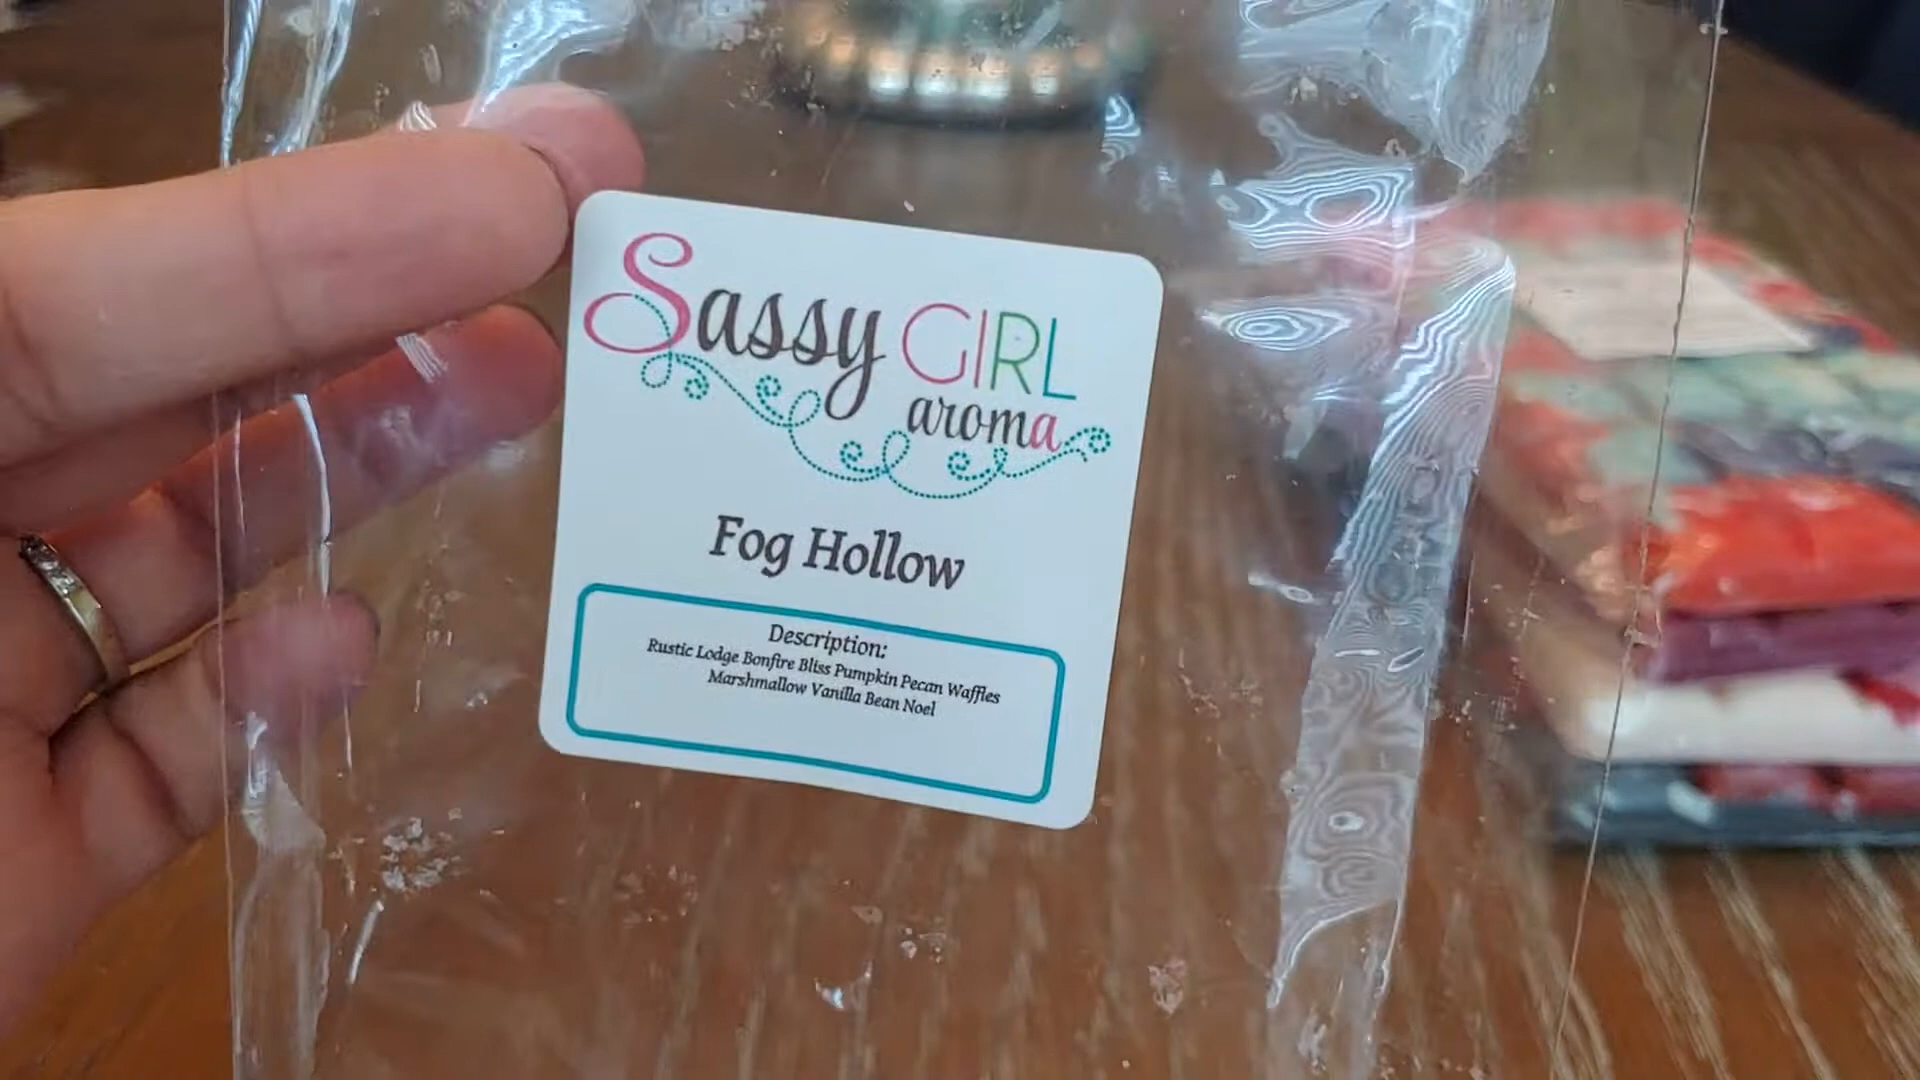 Sassy GIRL
aroma
Fog Hollow
Description:
Rustic Lodge Bonfire Bliss Pumpkin Pecan Waffles
Marshmallow Vanilla Bean Noel